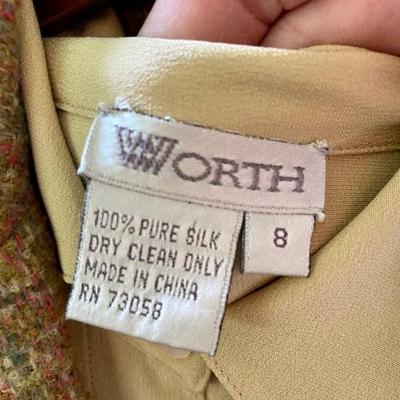 WORTH
8
100% PURE SILK
DRY CLEAN ONLY
MADE IN CHINA
RN 73058